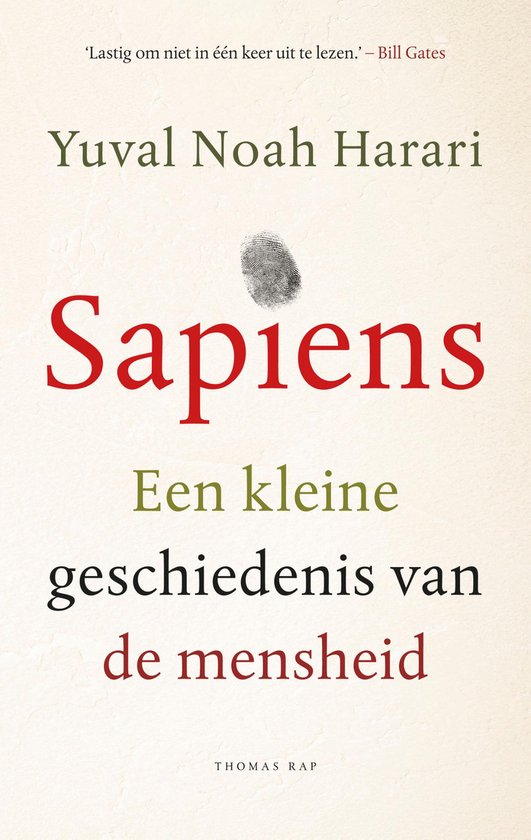 ‘Lastig om niet in één keer uit te lezen.’ – Bill Gates
Yuval Noah Harari
Sapiens
Een kleine
geschiedenis van
de mensheid
THOMAS RAP